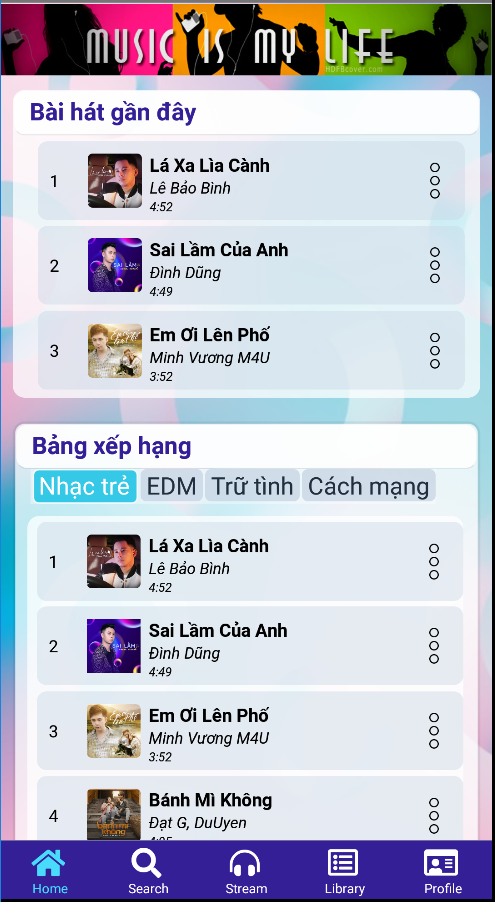 MUSIC IS MY LIFE
HDFBcover.com
Bài hát gần đây
1
Lá Xa Lìa Cành
Lê Bảo Bình
4:52
2
Sai Lầm Của Anh
Đình Dũng
4:49
3
Em Ơi Lên Phố
Minh Vương M4U
3:52
Bảng xếp hạng
Nhạc trẻ EDM Trữ tình Cách mạng
1
Lá Xa Lìa Cành
Lê Bảo Bình
4:52
2
Sai Lầm Của Anh
Đình Dũng
4:49
3
Em Ơi Lên Phố
Minh Vương M4U
3:52
4
Bánh Mì Không
Đạt G, DuUyen
Home Search Stream Library Profile